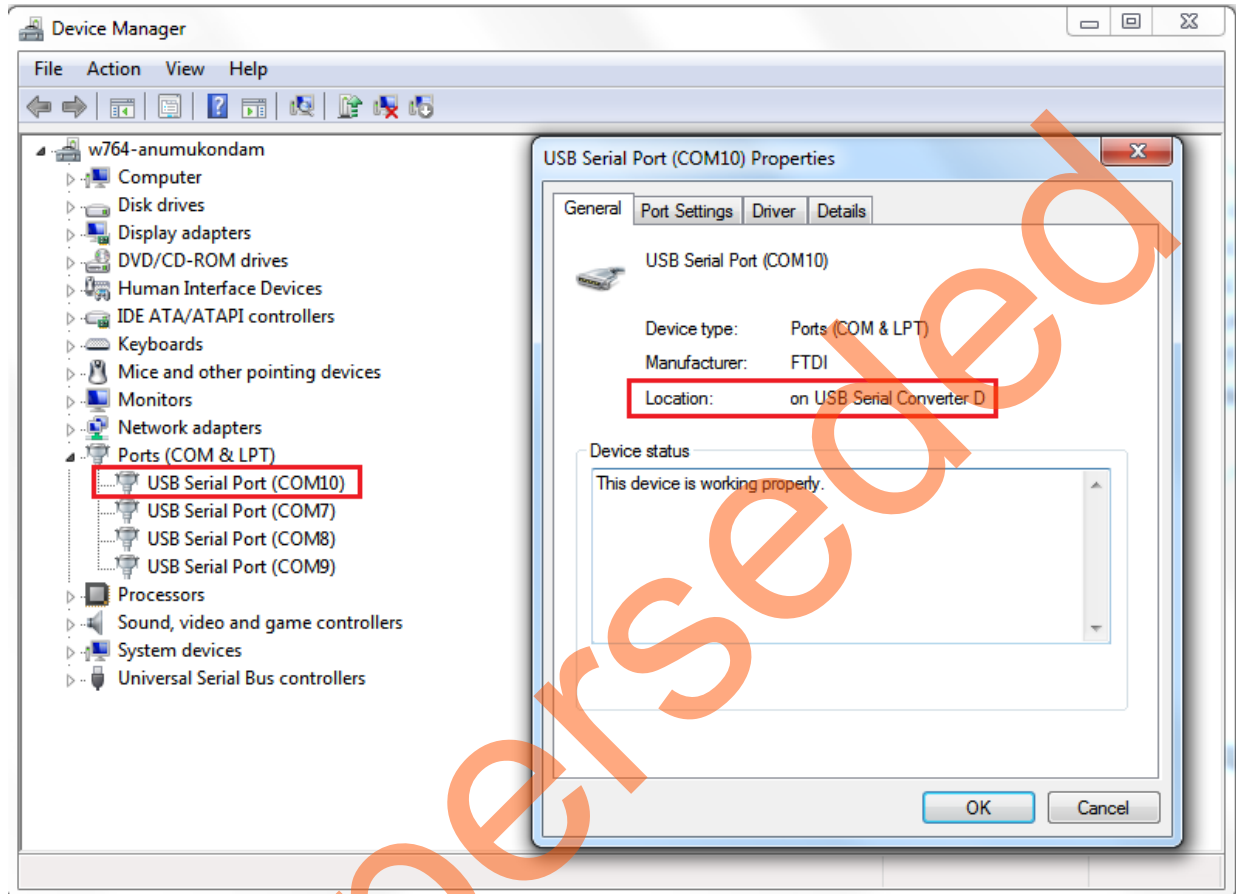 Device Manager
File Action View Help
w764-anumukondam
Computer
Disk drives
Display adapters
DVD/CD-ROM drives
Human Interface Devices
IDE ATA/ATAPI controllers
Keyboards
Mice and other pointing devices
Monitors
Network adapters
Ports (COM & LPT)
USB Serial Port (COM10)
USB Serial Port (COM7)
USB Serial Port (COM8)
USB Serial Port (COM9)
Processors
Sound, video and game controllers
System devices
Universal Serial Bus controllers
USB Serial Port (COM10) Properties
General Port Settings Driver Details
USB Serial Port (COM10)
Device type: Ports (COM & LPT)
Manufacturer: FTDI
Location: on USB Serial Converter D
Device status
This device is working properly.
OK Cancel
perseded